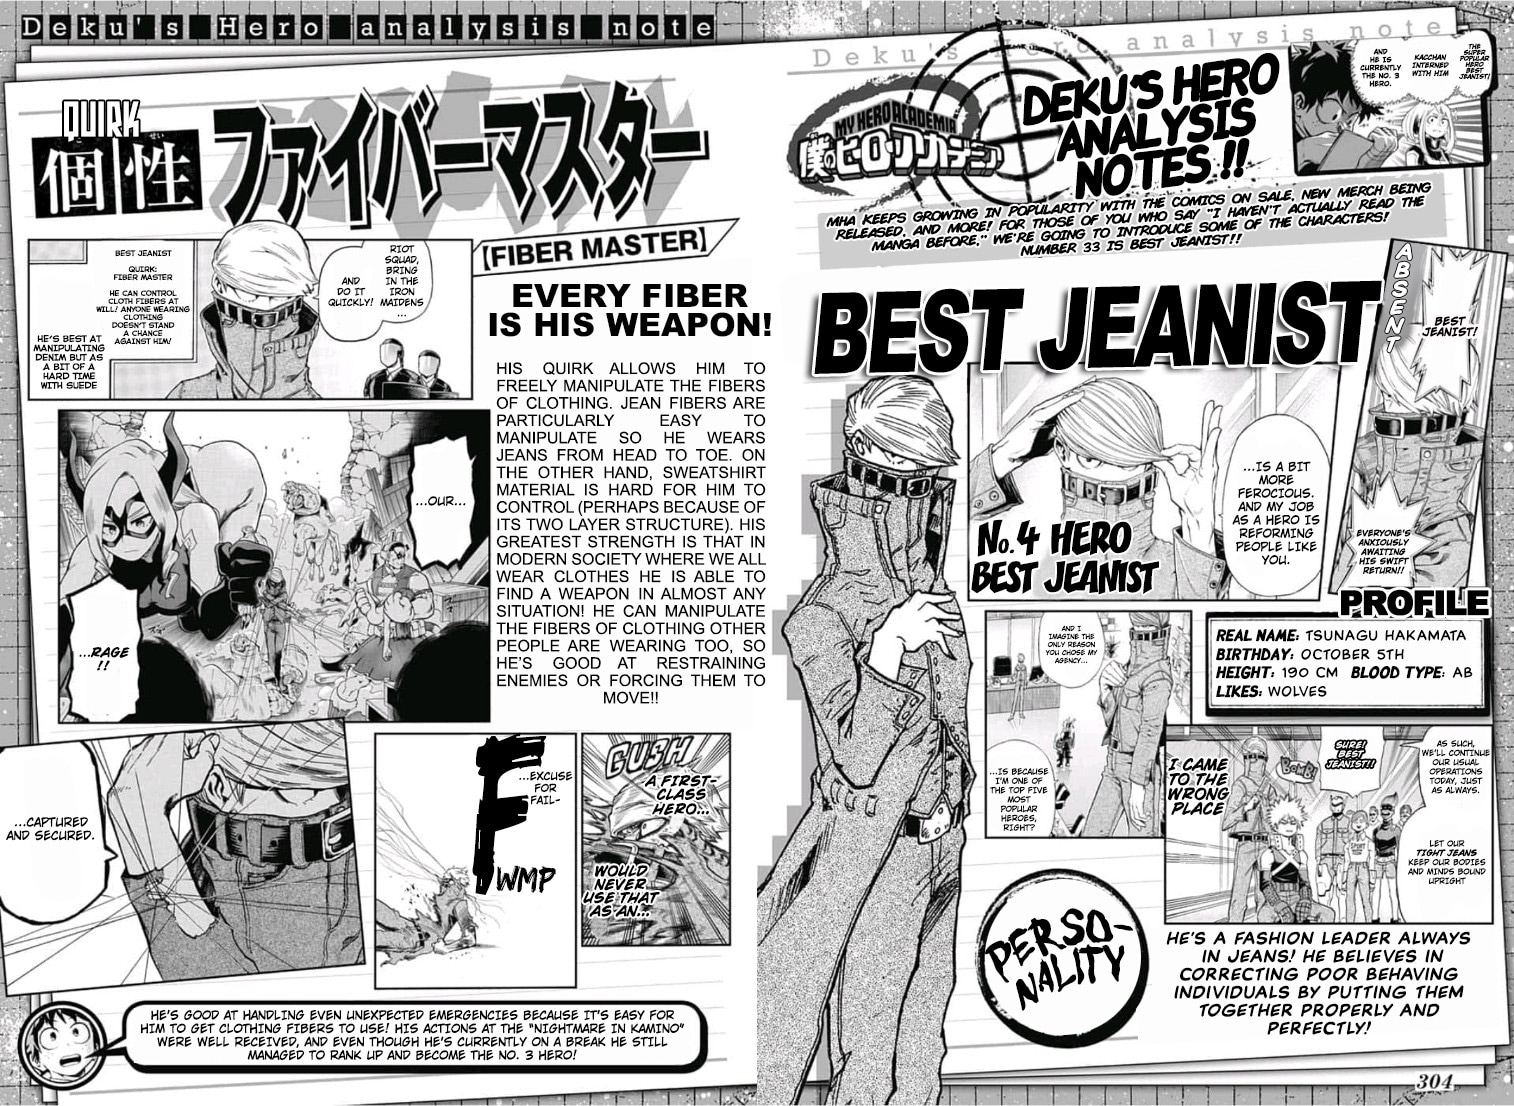 Deku's Hero analysis note
QUIRK
せい
個性
ファイバーマスター
【FIBER MASTER】
BEST JEANIST
QUIRK:
FIBER MASTER
HE CAN CONTROL
CLOTH FIBERS AT
WILL! ANYONE WEARING
CLOTHING
DOESN'T STAND
A CHANCE
AGAINST HIM!
HE'S BEST AT
MANIPULATING
DENIM BUT AS
A BIT OF A
HARD TIME
WITH SUEDE
RIOT
SQUAD,
BRING
IN THE
IRON
MAIDENS
...
AND
DO IT
QUICKLY!
EVERY FIBER
IS HIS WEAPON!
HIS QUIRK ALLOWS HIM TO
FREELY MANIPULATE THE FIBERS
OF CLOTHING. JEAN FIBERS ARE
PARTICULARLY EASY TO
MANIPULATE SO HE WEARS
JEANS FROM HEAD TO TOE. ON
THE OTHER HAND, SWEATSHIRT
MATERIAL IS HARD FOR HIM TO
CONTROL (PERHAPS BECAUSE OF
ITS TWO LAYER STRUCTURE). HIS
GREATEST STRENGTH IS THAT IN
MODERN SOCIETY WHERE WE ALL
WEAR CLOTHES HE IS ABLE TO
FIND A WEAPON IN ALMOST ANY
SITUATION! HE CAN MANIPULATE
THE FIBERS OF CLOTHING OTHER
PEOPLE ARE WEARING TOO, SO
HE'S GOOD AT RESTRAINING
ENEMIES OR FORCING THEM TO
MOVE!!
...OUR...
...RAGE
!!
...CAPTURED
AND SECURED.
...EXCUSE
FOR
FAIL-
FWMP
GUSH
A FIRST-
CLASS
HERO...
WOULD
NEVER
USE THAT
AS AN...
HE'S GOOD AT HANDLING EVEN UNEXPECTED EMERGENCIES BECAUSE IT'S EASY FOR
HIM TO GET CLOTHING FIBERS TO USE! HIS ACTIONS AT THE "NIGHTMARE IN KAMINO"
WERE WELL RECEIVED, AND EVEN THOUGH HE'S CURRENTLY ON A BREAK HE STILL
MANAGED TO RANK UP AND BECOME THE NO. 3 HERO!
Deku's Hero analysis note
MY HERO ACADEMIA
僕のヒーローアカデミア
DEKU'S HERO
ANALYSIS
NOTES!!
THE
SUPER
POPULAR
HERO
BEST
JEANIST!
KACCHAN
INTERNED
WITH HIM
AND
HE IS
CURRENTLY
THE NO. 3
HERO.
MHA KEEPS GROWING IN POPULARITY WITH THE COMICS ON SALE, NEW MERCH BEING
RELEASED, AND MORE! FOR THOSE OF YOU WHO SAY "I HAVEN'T ACTUALLY READ THE
MANGA BEFORE," WE'RE GOING TO INTRODUCE SOME OF THE CHARACTERS!
NUMBER 33 IS BEST JEANIST!!
BEST JEANIST
ABSENT
BEST
JEANIST!
EVERYONE'S
ANXIOUSLY
AWAITING
HIS SWIFT
RETURN!!
...IS A BIT
MORE
FEROCIOUS.
AND MY JOB
AS A HERO IS
REFORMING
PEOPLE LIKE
YOU.
No.4 HERO
BEST JEANIST
PROFILE
REAL NAME: TSUNAGU HAKAMATA
BIRTHDAY: OCTOBER 5TH
HEIGHT: 190 CM BLOOD TYPE: AB
LIKES: WOLVES
AND I
IMAGINE THE
ONLY REASON
YOU CHOSE MY
AGENCY...
...IS BECAUSE
I'M ONE OF
THE TOP FIVE
MOST
POPULAR
HEROES,
RIGHT?
AS SUCH,
WE'LL CONTINUE
OUR USUAL
OPERATIONS
TODAY, JUST
AS ALWAYS.
SURE!
BEST
JEANIST!!
BOMB!
I CAME
TO THE
WRONG
PLACE
LET OUR
TIGHT JEANS
KEEP OUR BODIES
AND MINDS BOUND
UPRIGHT
PERSO-
NALITY
HE'S A FASHION LEADER ALWAYS
IN JEANS! HE BELIEVES IN
CORRECTING POOR BEHAVING
INDIVIDUALS BY PUTTING THEM
TOGETHER PROPERLY AND
PERFECTLY!
304